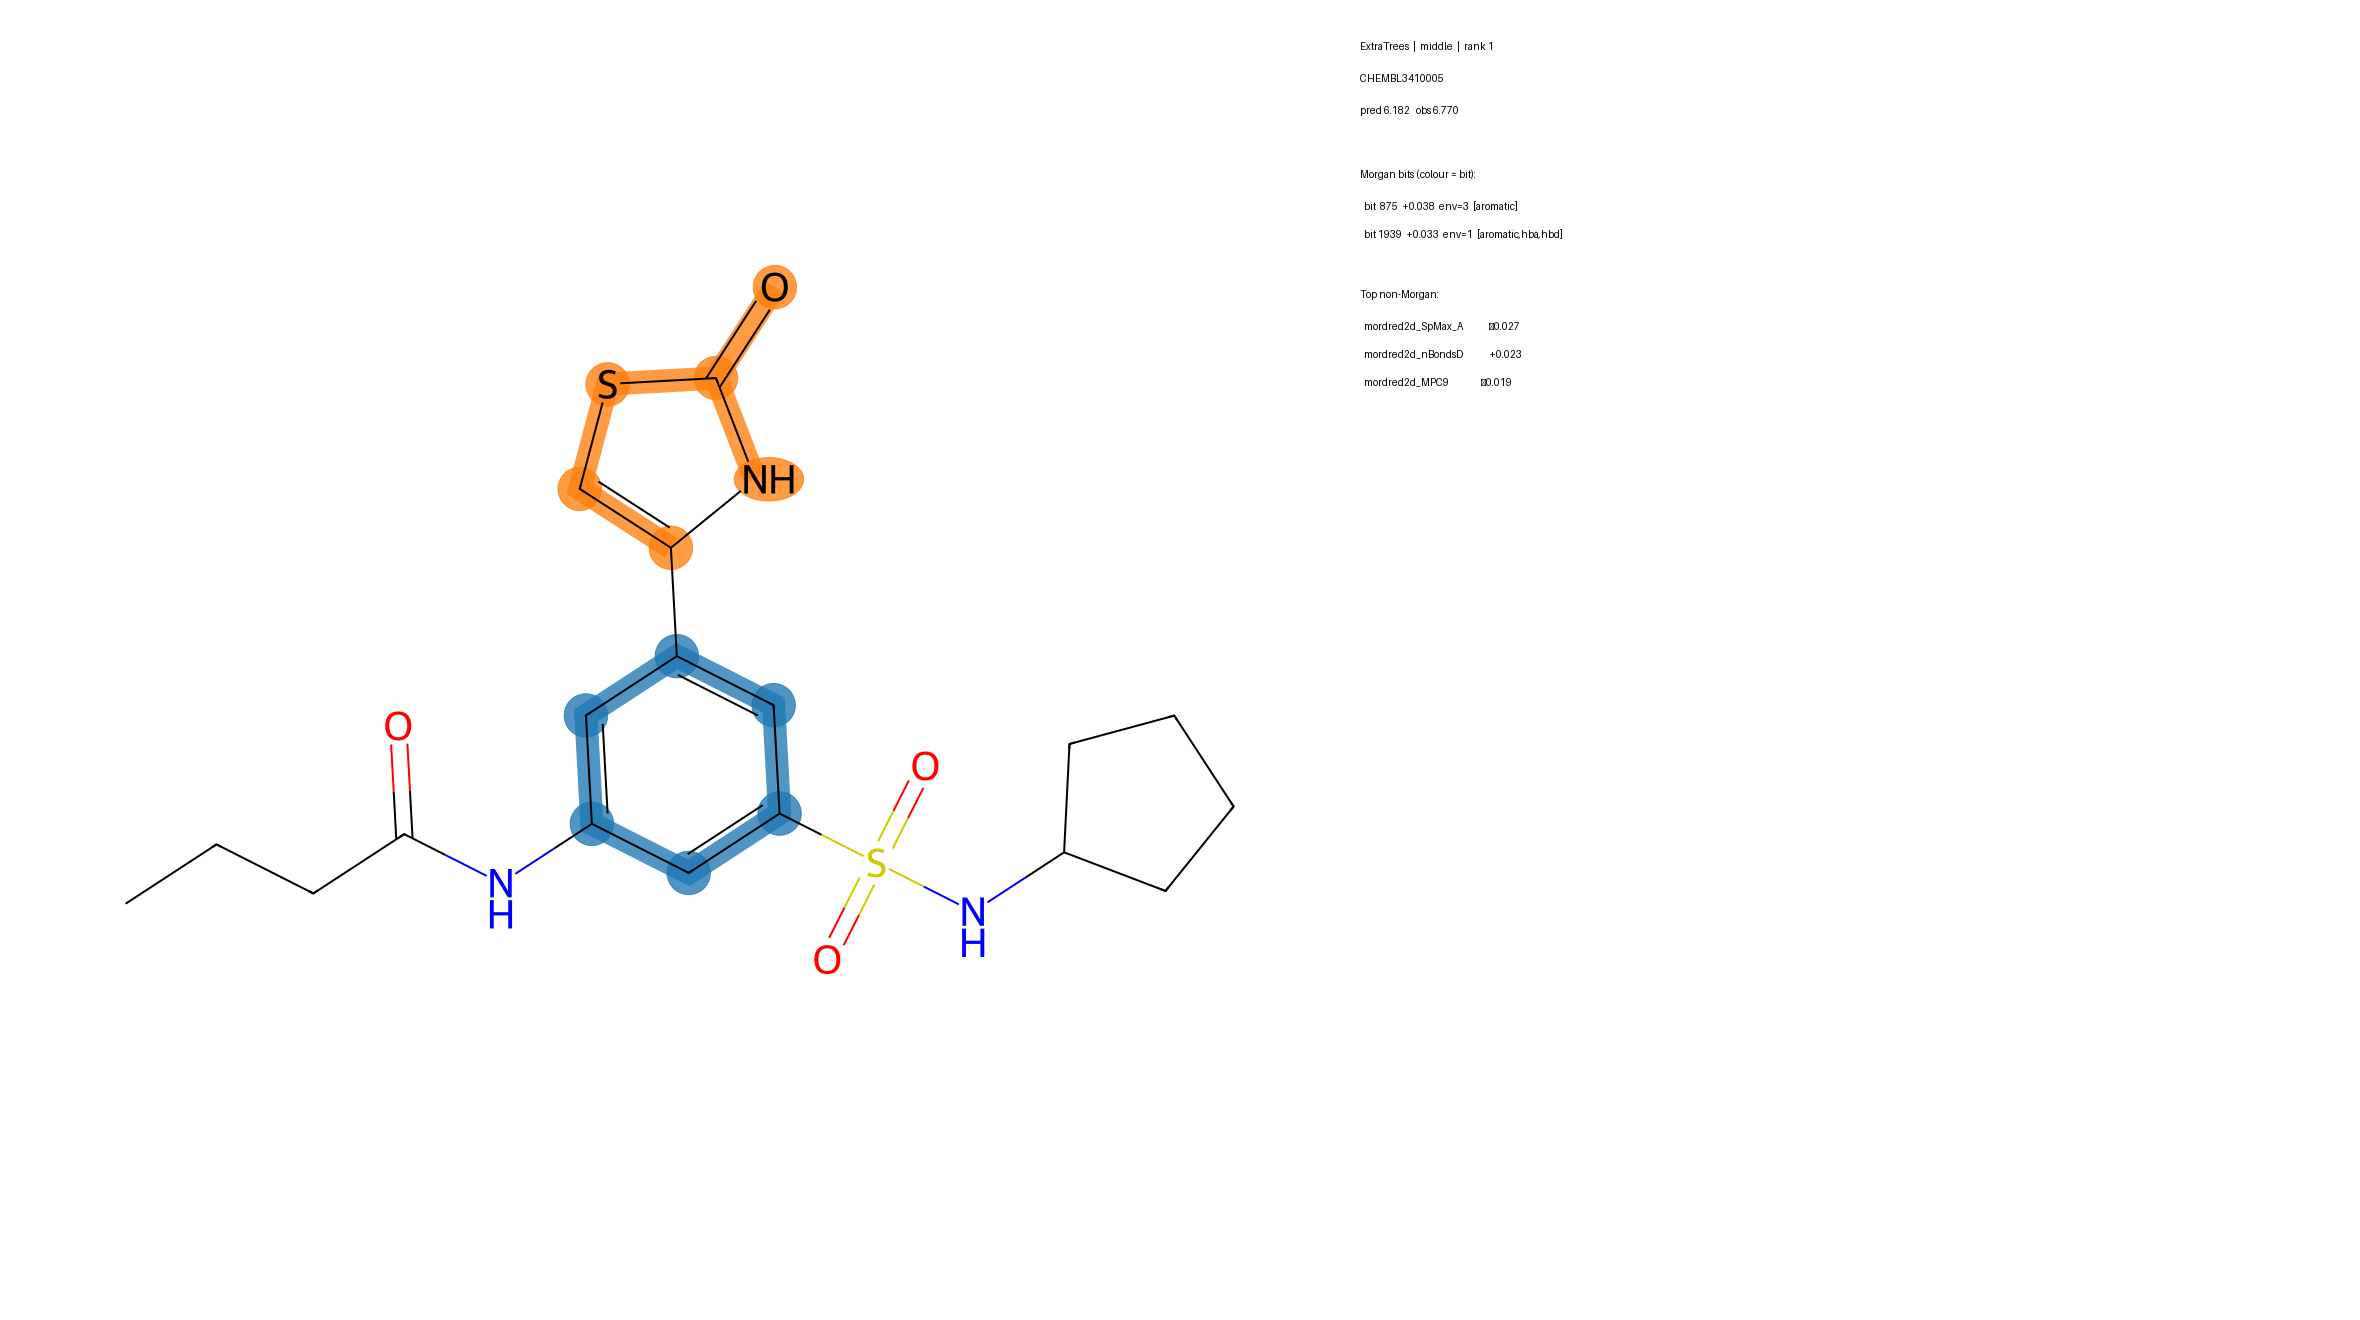 ExtraTrees | middle | rank 1
CHEMBL3410005
pred 6.182 obs 6.770
Morgan bits (colour = bit):
bit 875 +0.038 env=3 [aromatic]
bit 1939 +0.033 env=1 [aromatic,hba,hbd]
Top non-Morgan:
mordred2d_SpMax_A ▯0.027
mordred2d_nBondsD +0.023
mordred2d_MPC9 ▯0.019
O
S
NH
O
O
S
N
H
N
H
O